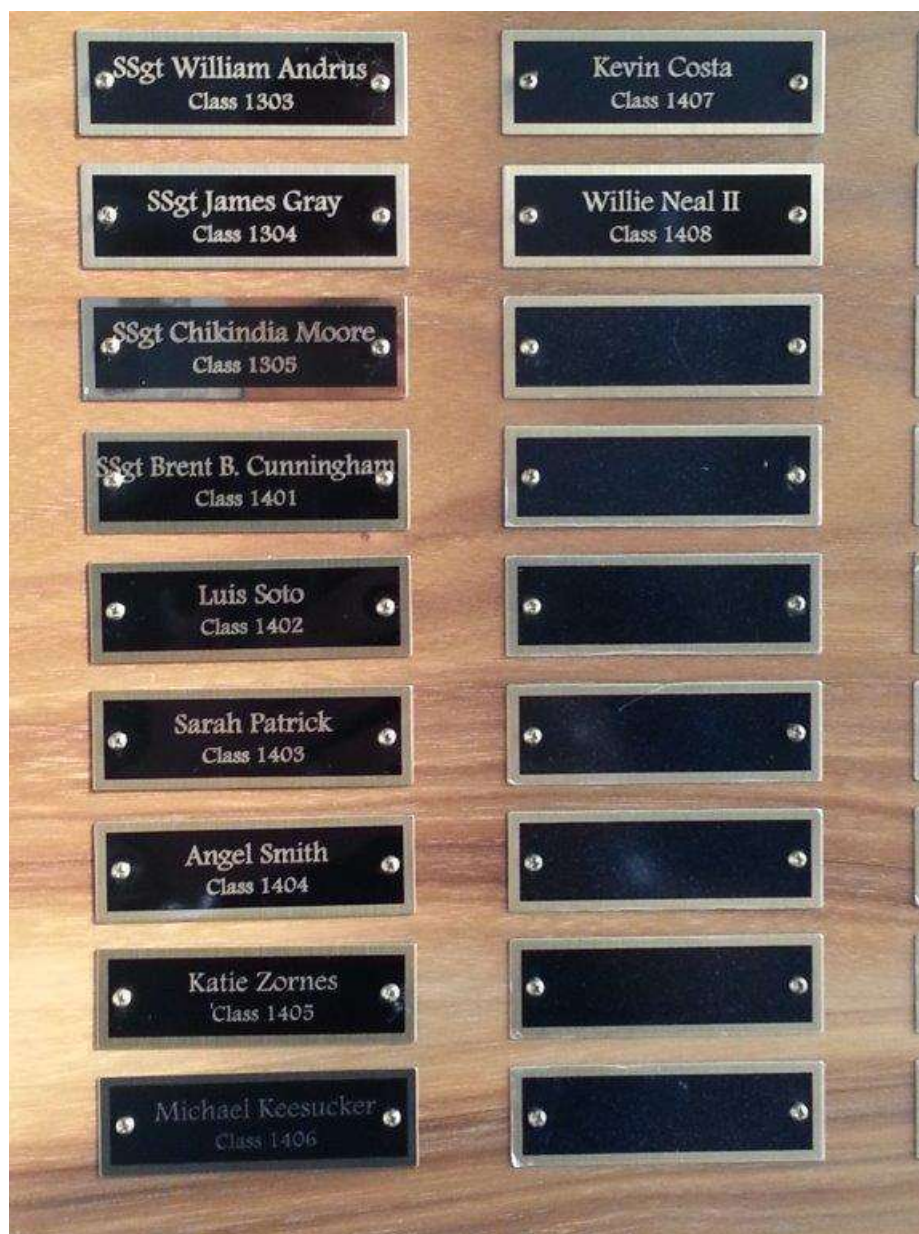 SSgt William Andrus
Class 1303
SSgt James Gray
Class 1304
SSgt Chikindia Moore
Class 1305
SSgt Brent B. Cunningham
Class 1401
Luis Soto
Class 1402
Sarah Patrick
Class 1403
Angel Smith
Class 1404
Katie Zornes
Class 1405
Michael Keesucker
Class 1406
Kevin Costa
Class 1407
Willie Neal II
Class 1408